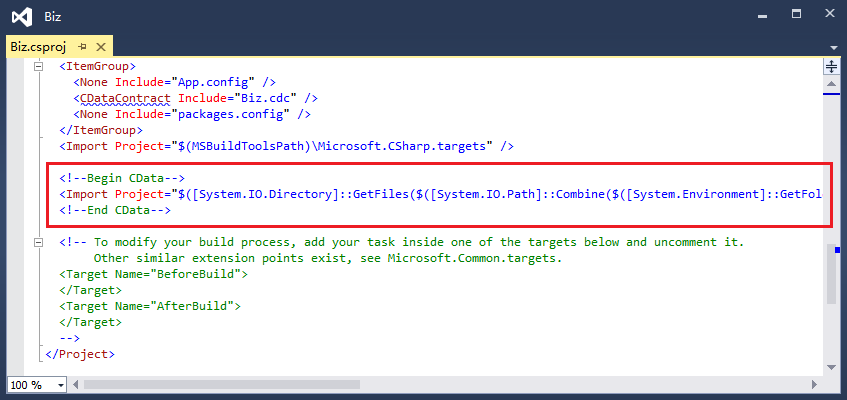 Biz
Biz.csproj
<ItemGroup>
<None Include="App.config" />
<CDataContract Include="Biz.cdc" />
<None Include="packages.config" />
</ItemGroup>
<Import Project="$(MSBuildToolsPath)\Microsoft.CSharp.targets" />
<!--Begin CData-->
<Import Project="$([System.IO.Directory]::GetFiles($([System.IO.Path]::Combine($([System.Environment]::GetFol
<!--End CData-->
<!-- To modify your build process, add your task inside one of the targets below and uncomment it.
Other similar extension points exist, see Microsoft.Common.targets.
<Target Name="BeforeBuild">
</Target>
<Target Name="AfterBuild">
</Target>
-->
</Project>
100 %